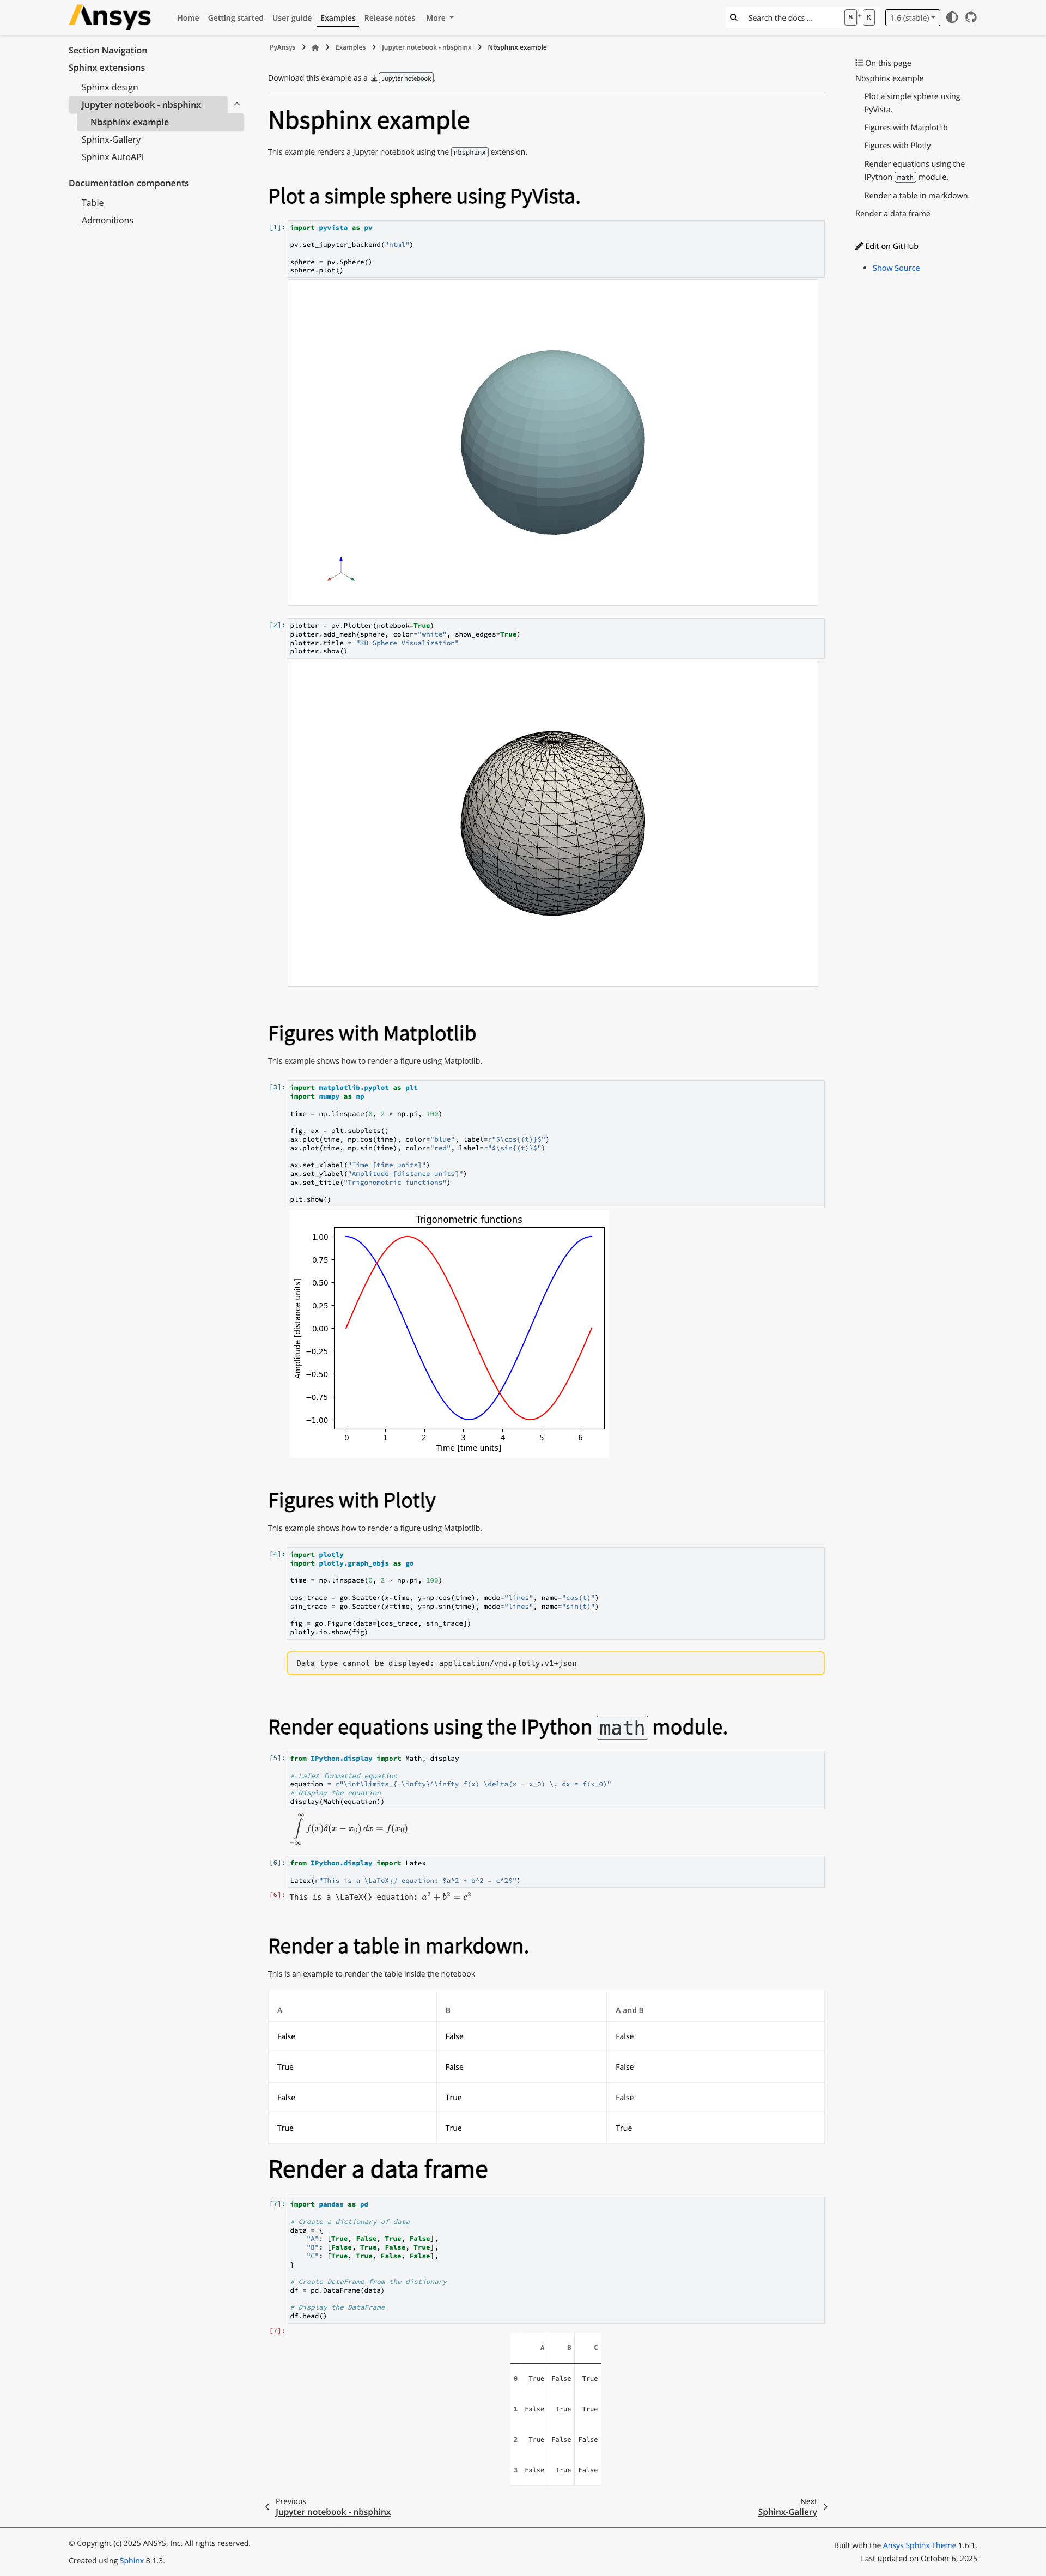 Ansys
Home Getting started User guide Examples Release notes More
Search the docs ... ⌘ + K
1.6 (stable)
Section Navigation
Sphinx extensions
Sphinx design
Jupyter notebook - nbsphinx
Nbsphinx example
Sphinx-Gallery
Sphinx AutoAPI
Documentation components
Table
Admonitions
PyAnsys Examples Jupyter notebook - nbsphinx Nbsphinx example
Download this example as a Jupyter notebook.
Nbsphinx example
This example renders a Jupyter notebook using the nbsphinx extension.
Plot a simple sphere using PyVista.
[1]: import pyvista as pv
pv.set_jupyter_backend("html")
sphere = pv.Sphere()
sphere.plot()
[2]: plotter = pv.Plotter(notebook=True)
plotter.add_mesh(sphere, color="white", show_edges=True)
plotter.title = "3D Sphere Visualization"
plotter.show()
Figures with Matplotlib
This example shows how to render a figure using Matplotlib.
[3]: import matplotlib.pyplot as plt
import numpy as np
time = np.linspace(0, 2 * np.pi, 100)
fig, ax = plt.subplots()
ax.plot(time, np.cos(time), color="blue", label=r"$\cos{(t)}$")
ax.plot(time, np.sin(time), color="red", label=r"$\sin{(t)}$")
ax.set_xlabel("Time [time units]")
ax.set_ylabel("Amplitude [distance units]")
ax.set_title("Trigonometric functions")
plt.show()
Trigonometric functions
Amplitude [distance units]
1.00
0.75
0.50
0.25
0.00
−0.25
−0.50
−0.75
−1.00
0 1 2 3 4 5 6
Time [time units]
Figures with Plotly
This example shows how to render a figure using Matplotlib.
[4]: import plotly
import plotly.graph_objs as go
time = np.linspace(0, 2 * np.pi, 100)
cos_trace = go.Scatter(x=time, y=np.cos(time), mode="lines", name="cos(t)")
sin_trace = go.Scatter(x=time, y=np.sin(time), mode="lines", name="sin(t)")
fig = go.Figure(data=[cos_trace, sin_trace])
plotly.io.show(fig)
Data type cannot be displayed: application/vnd.plotly.v1+json
Render equations using the IPython math module.
[5]: from IPython.display import Math, display
# LaTeX formatted equation
equation = r"\int\limits_{-\infty}^\infty f(x) \delta(x - x_0) \, dx = f(x_0)"
# Display the equation
display(Math(equation))
∫_{−∞}^{∞} f(x)δ(x − x₀) dx = f(x₀)
[6]: from IPython.display import Latex
Latex(r"This is a \LaTeX{} equation: $a^2 + b^2 = c^2$")
[6]: This is a \LaTeX{} equation: a² + b² = c²
Render a table in markdown.
This is an example to render the table inside the notebook
A B A and B
False False False
True False False
False True False
True True True
Render a data frame
[7]: import pandas as pd
# Create a dictionary of data
data = {
"A": [True, False, True, False],
"B": [False, True, False, True],
"C": [True, True, False, False],
}
# Create DataFrame from the dictionary
df = pd.DataFrame(data)
# Display the DataFrame
df.head()
[7]:
A B C
0 True False True
1 False True True
2 True False False
3 False True False
Previous
Jupyter notebook - nbsphinx
Next
Sphinx-Gallery
On this page
Nbsphinx example
Plot a simple sphere using
PyVista.
Figures with Matplotlib
Figures with Plotly
Render equations using the
IPython math module.
Render a table in markdown.
Render a data frame
Edit on GitHub
Show Source
© Copyright (c) 2025 ANSYS, Inc. All rights reserved.
Created using Sphinx 8.1.3.
Built with the Ansys Sphinx Theme 1.6.1.
Last updated on October 6, 2025